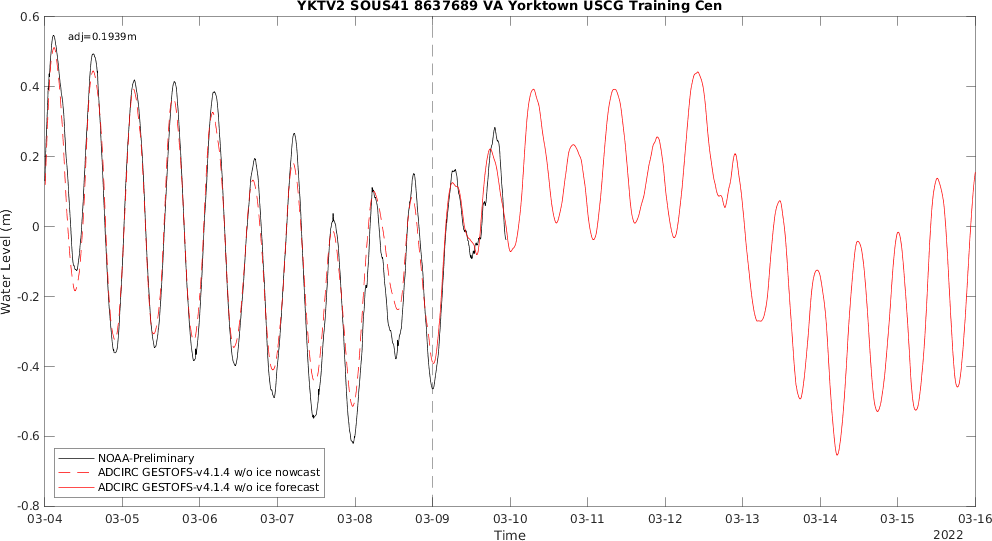 YKTV2 SOUS41 8637689 VA Yorktown USCG Training Cen
adj=0.1939m
0.6
0.4
0.2
0
-0.2
-0.4
-0.6
-0.8
Water Level (m)
NOAA-Preliminary
ADCIRC GESTOFS-v4.1.4 w/o ice nowcast
ADCIRC GESTOFS-v4.1.4 w/o ice forecast
03-04 03-05 03-06 03-07 03-08 03-09 03-10 03-11 03-12 03-13 03-14 03-15 03-16
Time
2022